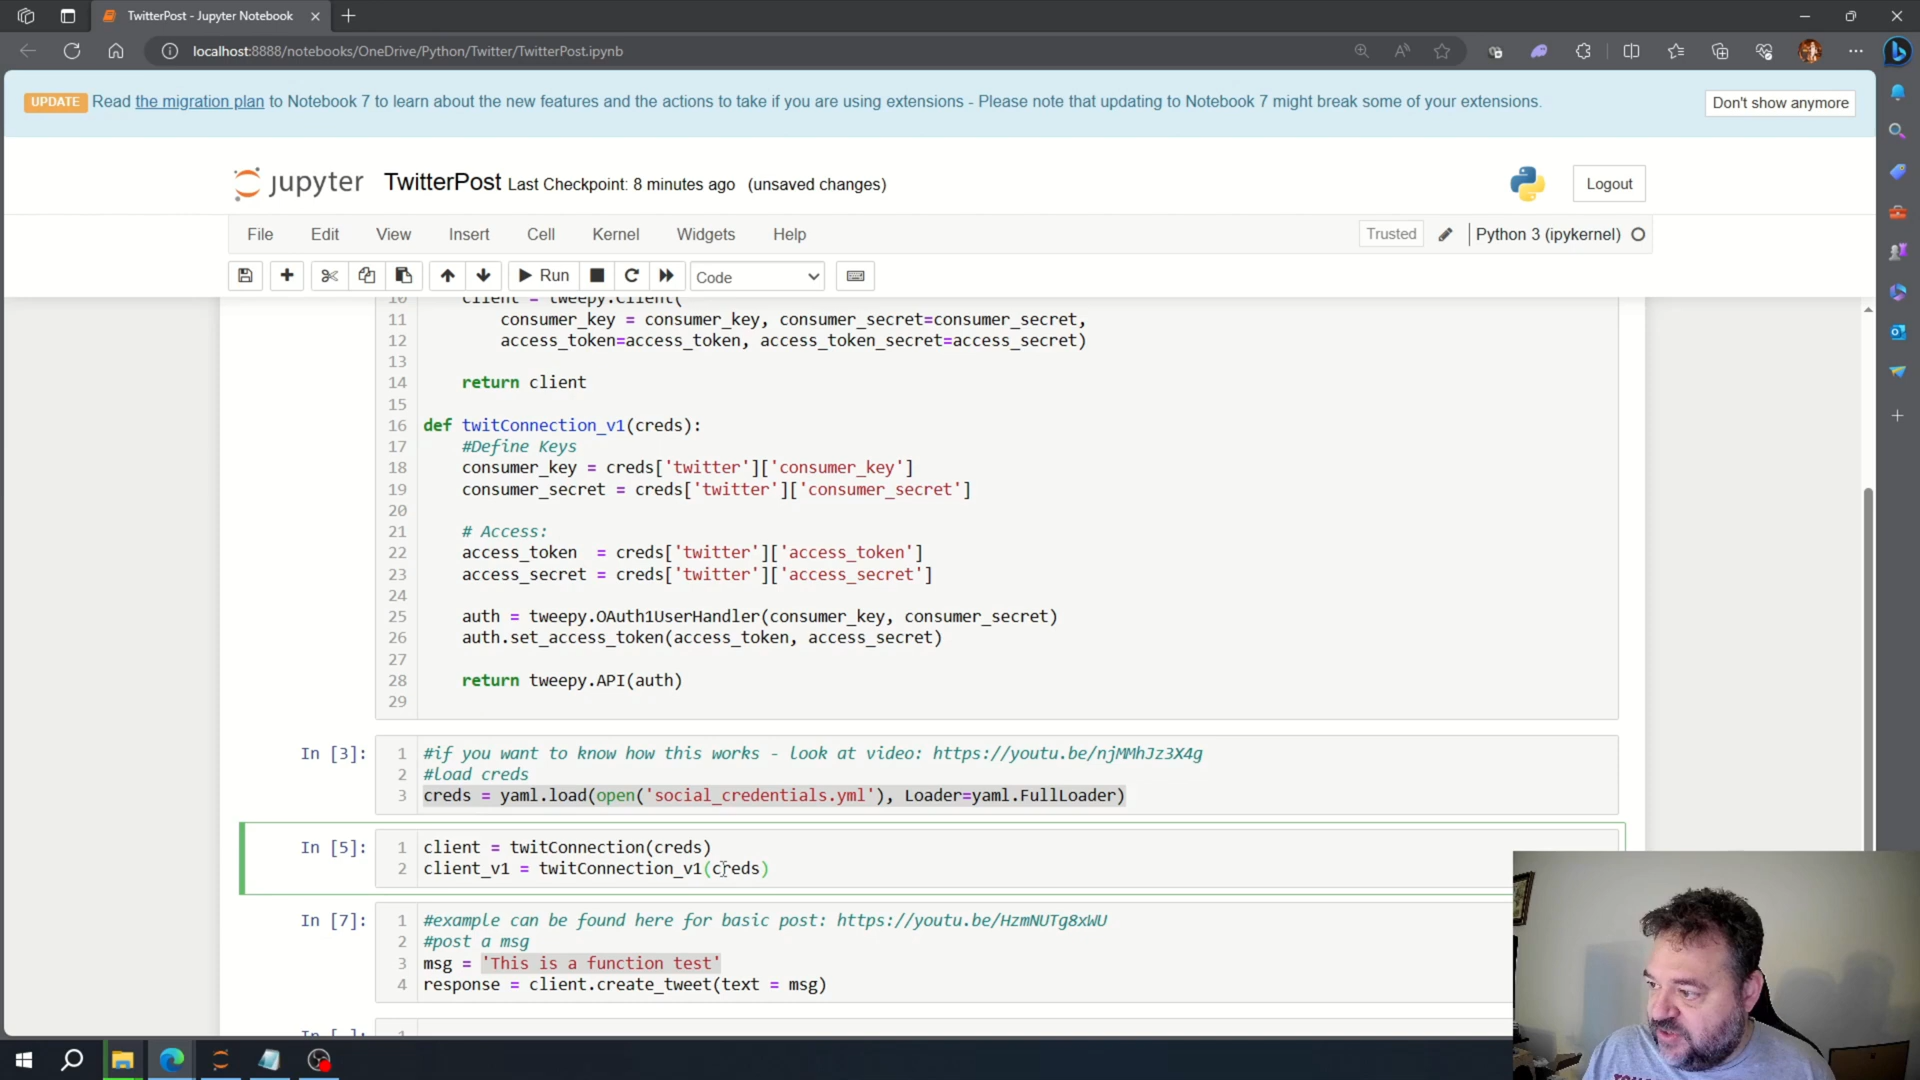 TwitterPost - Jupyter Notebook
localhost:8888/notebooks/OneDrive/Python/Twitter/TwitterPost.ipynb
UPDATE Read the migration plan to Notebook 7 to learn about the new features and the actions to take if you are using extensions - Please note that updating to Notebook 7 might break some of your extensions.
Don't show anymore
jupyter TwitterPost Last Checkpoint: 8 minutes ago (unsaved changes)
Logout
File Edit View Insert Cell Kernel Widgets Help
Trusted Python 3 (ipykernel)
Run Code
10 client = tweepy.Client(
11 consumer_key = consumer_key, consumer_secret=consumer_secret,
12 access_token=access_token, access_token_secret=access_secret)
13
14 return client
15
16 def twitConnection_v1(creds):
17 #Define Keys
18 consumer_key = creds['twitter']['consumer_key']
19 consumer_secret = creds['twitter']['consumer_secret']
20
21 # Access:
22 access_token = creds['twitter']['access_token']
23 access_secret = creds['twitter']['access_secret']
24
25 auth = tweepy.OAuth1UserHandler(consumer_key, consumer_secret)
26 auth.set_access_token(access_token, access_secret)
27
28 return tweepy.API(auth)
29
In [3]: 1 #if you want to know how this works - look at video: https://youtu.be/njMMhJz3X4g
2 #load creds
3 creds = yaml.load(open('social_credentials.yml'), Loader=yaml.FullLoader)
In [5]: 1 client = twitConnection(creds)
2 client_v1 = twitConnection_v1(creds)
In [7]: 1 #example can be found here for basic post: https://youtu.be/HzmNUTg8xWU
2 #post a msg
3 msg = 'This is a function test'
4 response = client.create_tweet(text = msg)
In [ ]: 1